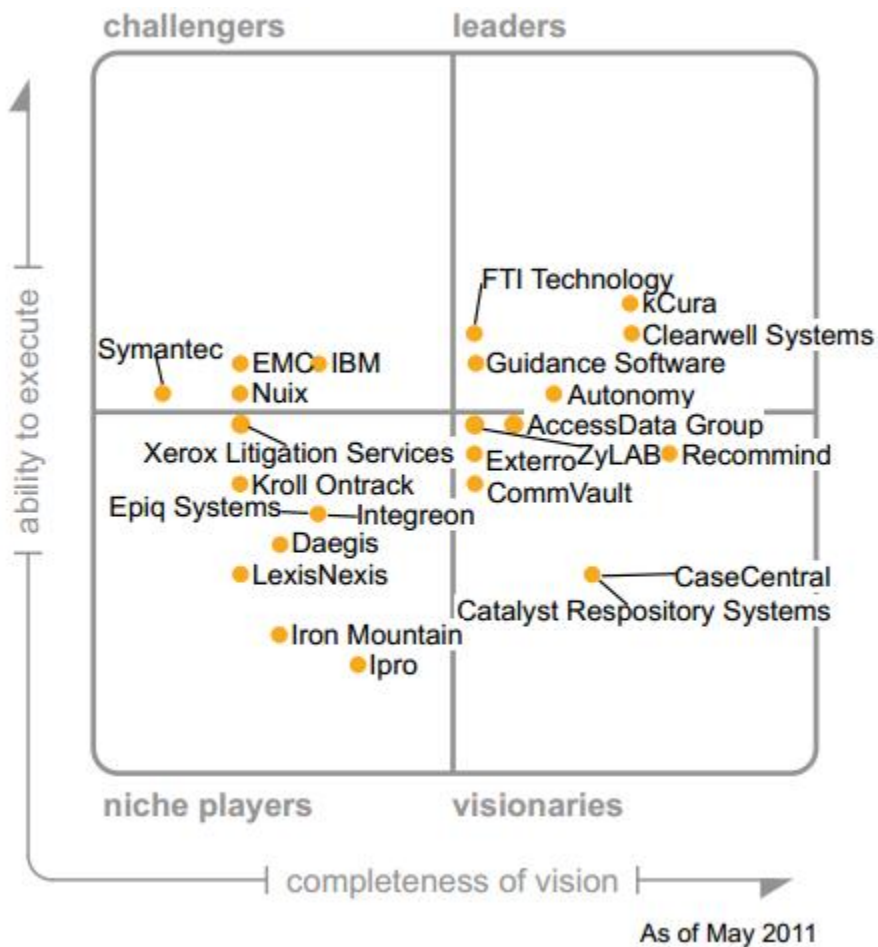 challengers
leaders
ability to execute
FTI Technology
kCura
Clearwell Systems
Symantec
EMC
IBM
Guidance Software
Nuix
Autonomy
AccessData Group
Xerox Litigation Services
Exterro
ZyLAB
Recommind
Kroll Ontrack
CommVault
Epiq Systems
Integreon
Daegis
LexisNexis
CaseCentral
Catalyst Respository Systems
Iron Mountain
Ipro
niche players
visionaries
completeness of vision
As of May 2011